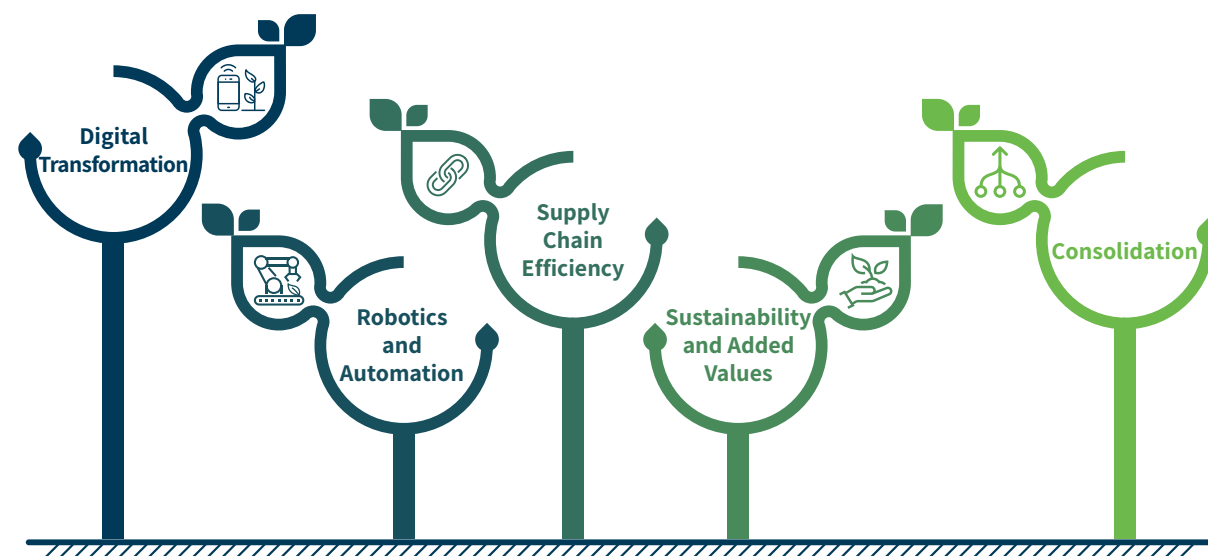 Digital
Transformation
Robotics
and
Automation
Supply
Chain
Efficiency
Sustainability
and Added
Values
Consolidation